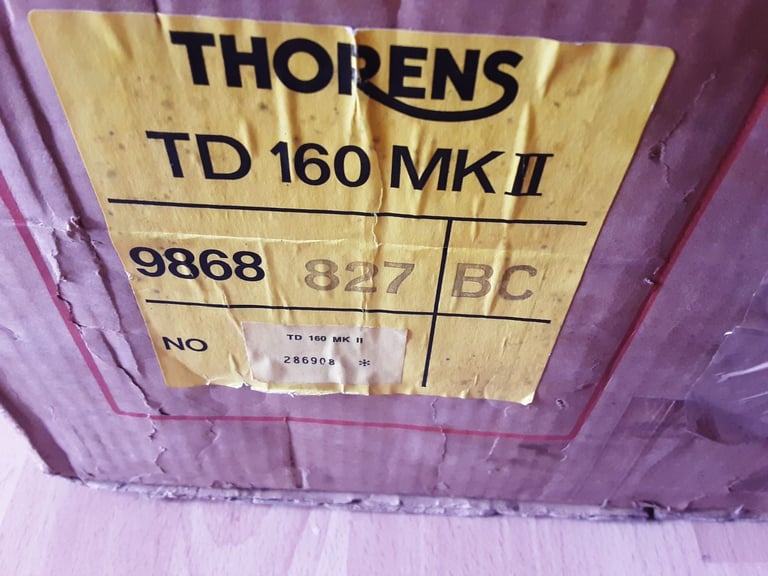 THORENS
TD 160 MK II
9868 827 BC
NO
TD 160 MK II
286908 *